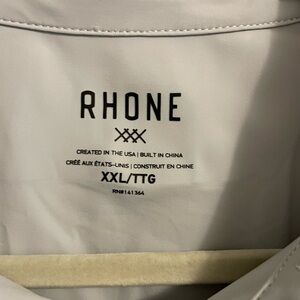 RHONE
CREATED IN THE USA | BUILT IN CHINA
CRÉÉ AUX ÉTATS-UNIS | CONSTRUIT EN CHINE
XXL/TTG
RN#141364